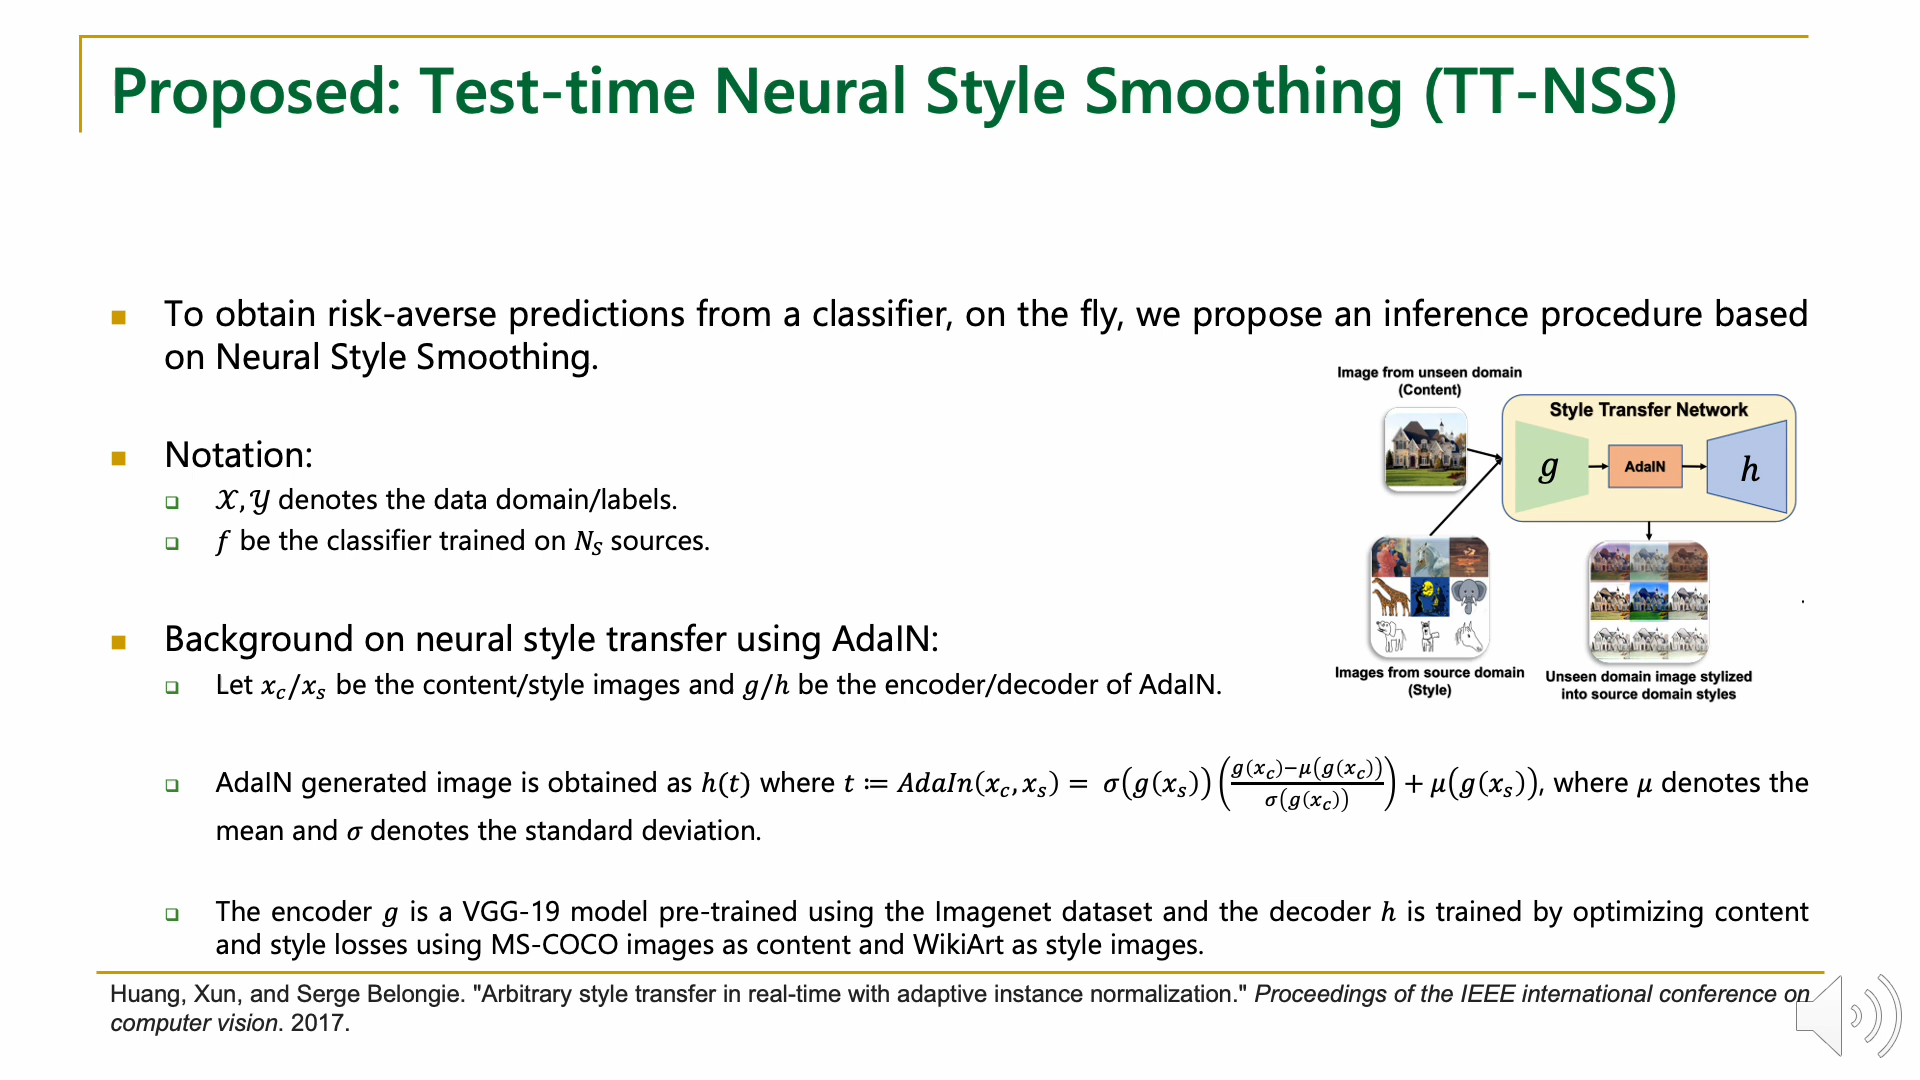 Proposed: Test-time Neural Style Smoothing (TT-NSS)
To obtain risk-averse predictions from a classifier, on the fly, we propose an inference procedure based
on Neural Style Smoothing.
Notation:
𝒳, 𝒴 denotes the data domain/labels.
f be the classifier trained on N_S sources.
Background on neural style transfer using AdaIN:
Let x_c/x_s be the content/style images and g/h be the encoder/decoder of AdaIN.
AdaIN generated image is obtained as h(t) where t ≔ AdaIn(x_c, x_s) = σ(g(x_s)) ((g(x_c)−μ(g(x_c)))/σ(g(x_c))) + μ(g(x_s)), where μ denotes the
mean and σ denotes the standard deviation.
The encoder g is a VGG-19 model pre-trained using the Imagenet dataset and the decoder h is trained by optimizing content
and style losses using MS-COCO images as content and WikiArt as style images.
Image from unseen domain
(Content)
Style Transfer Network
g
AdaIN
h
Images from source domain
(Style)
Unseen domain image stylized
into source domain styles
Huang, Xun, and Serge Belongie. "Arbitrary style transfer in real-time with adaptive instance normalization." Proceedings of the IEEE international conference on
computer vision. 2017.